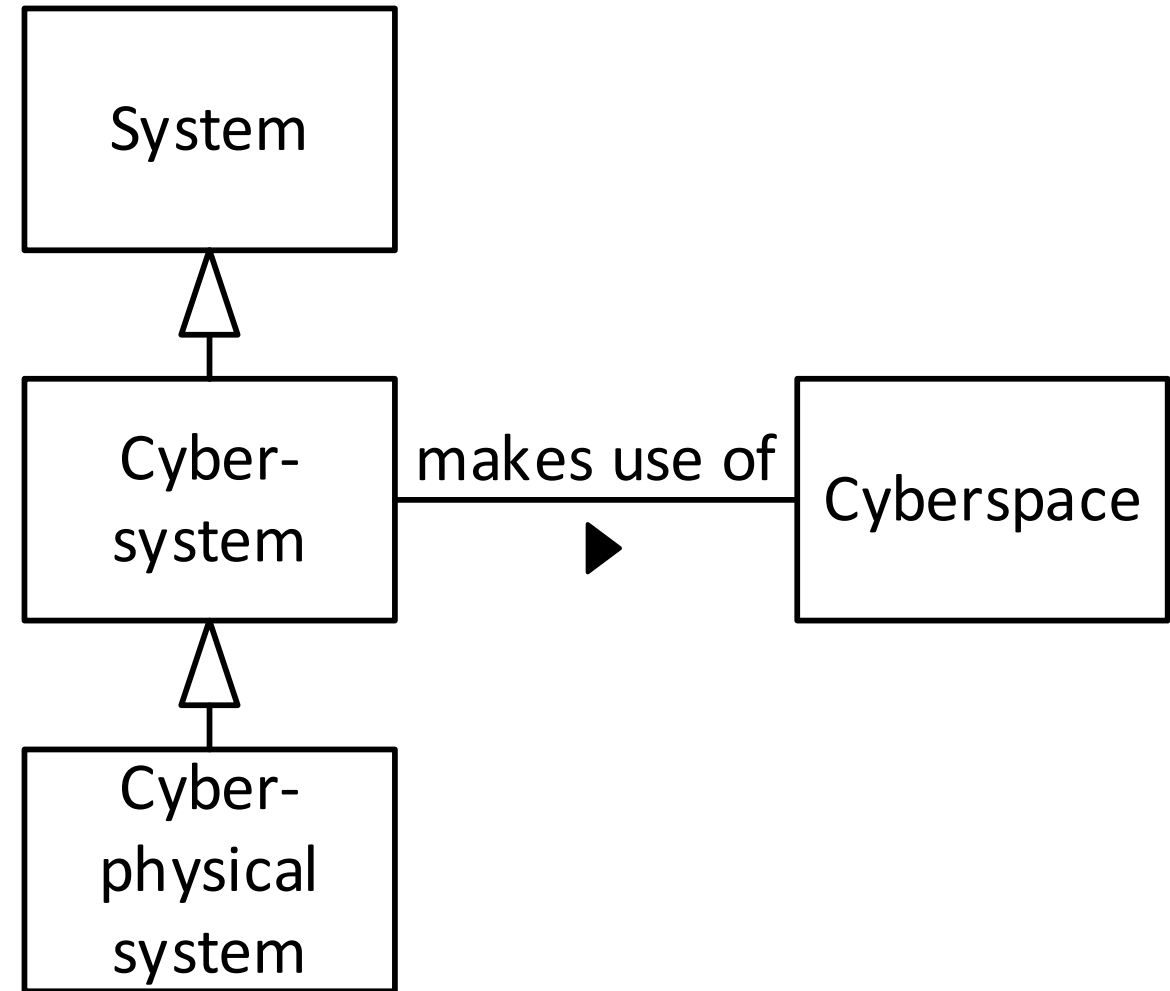 System
Cyber-
system
makes use of
Cyberspace
Cyber-
physical
system